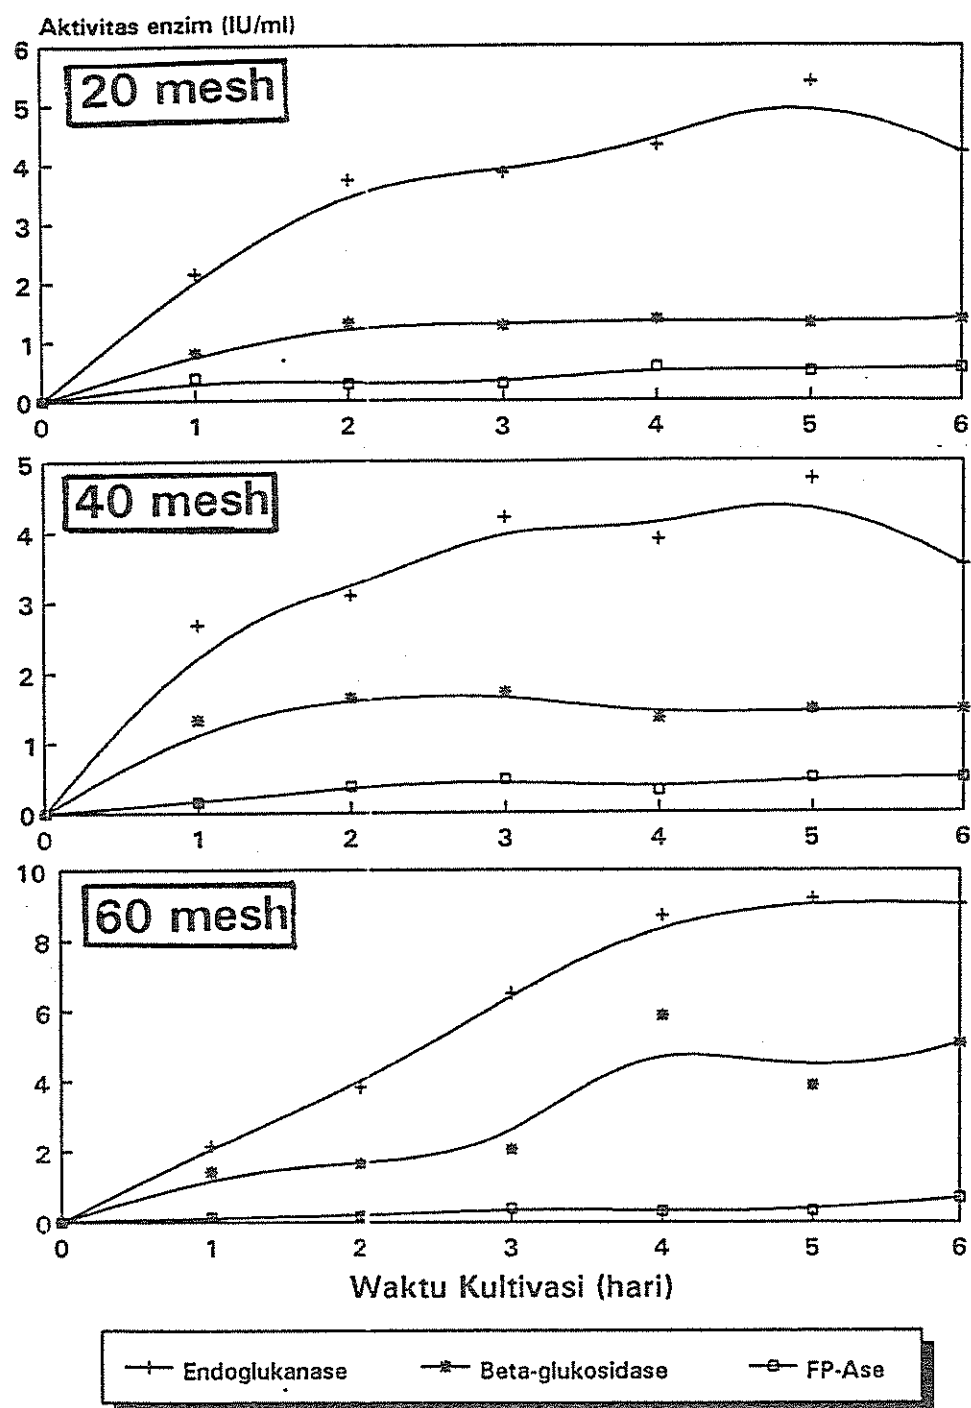 Aktivitas enzim (IU/ml)
6
20 mesh
5
4
3
2
1
0
0 1 2 3 4 5 6
5
40 mesh
4
3
2
1
0
0 1 2 3 4 5 6
10
60 mesh
8
6
4
2
0
0 1 2 3 4 5 6
Waktu Kultivasi (hari)
Endoglukanase Beta-glukosidase FP-Ase